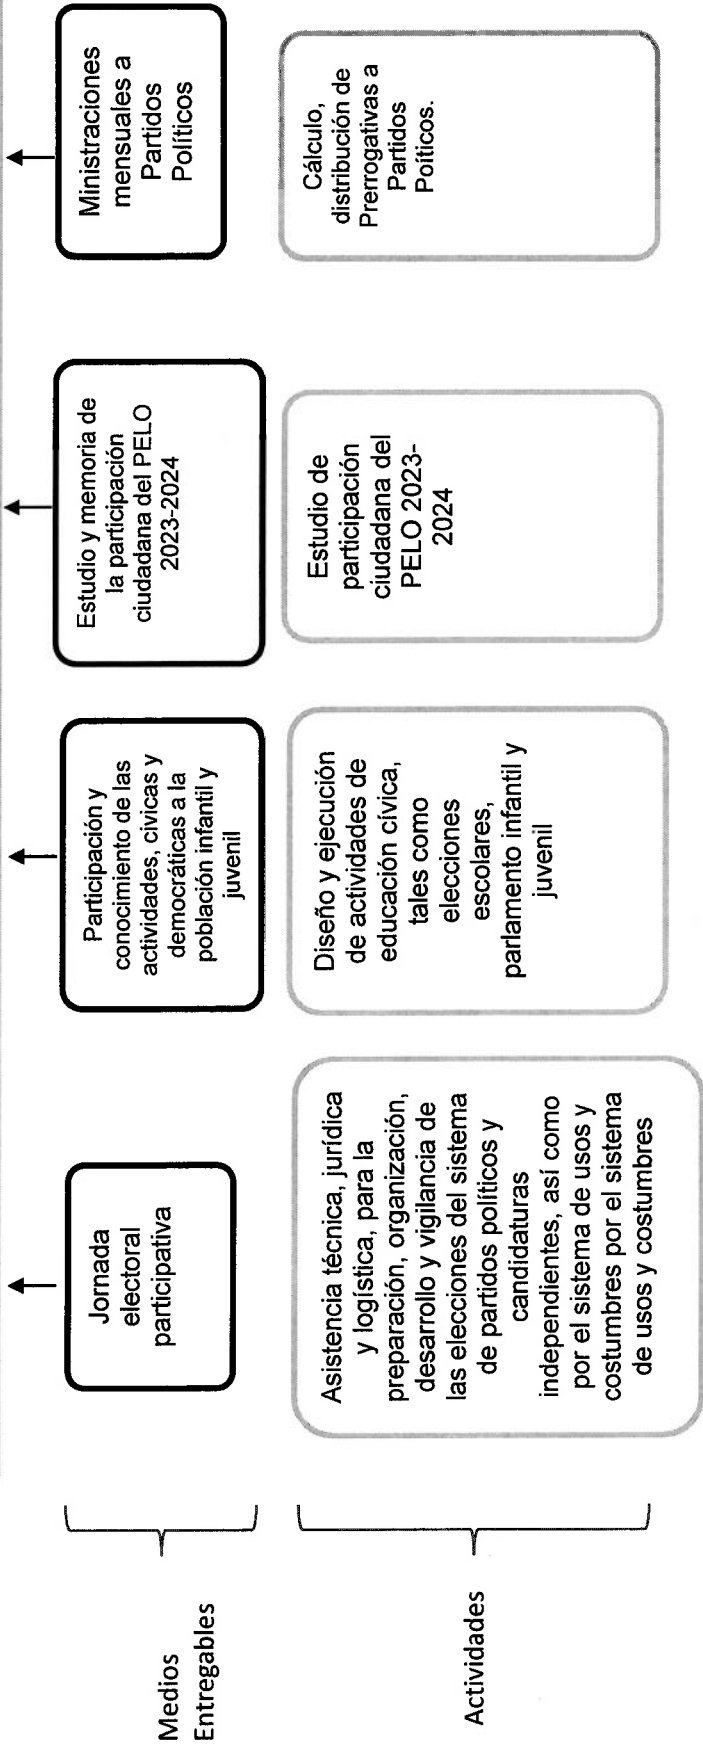 Medios
Entregables
Jornada
electoral
participativa
Participación y
conocimiento de las
actividades, cívicas y
democráticas a la
población infantil y
juvenil
Estudio y memoria de
la participación
ciudadana del PELO
2023-2024
Ministraciones
mensuales a
Partidos
Políticos
Actividades
Asistencia técnica, jurídica
y logística, para la
preparación, organización,
desarrollo y vigilancia de
las elecciones del sistema
de partidos políticos y
candidaturas
independientes, así como
por el sistema de usos y
costumbres por el sistema
de usos y costumbres
Diseño y ejecución
de actividades de
educación cívica,
tales como
elecciones
escolares,
parlamento infantil y
juvenil
Estudio de
participación
ciudadana del
PELO 2023-
2024
Cálculo,
distribución de
Prerrogativas a
Partidos
Poíticos.